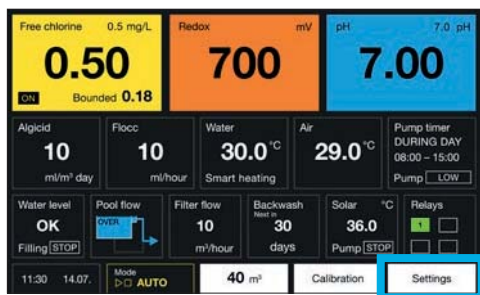 Free chlorine 0.5 mg/L Redox mV pH 7.0 pH
0.50 700 7.00
ON Bounded 0.18
Algicid Flocc Water Air Pump timer
DURING DAY
10 10 30.0°C 29.0°C 08:00 – 15:00
ml/m³ day ml/hour Smart heating Pump LOW
Water level Pool flow Filter flow Backwash Solar °C Relays
Next in
OK OVER 10 30 36.0 1
Filling STOP m³/hour days Pump STOP
11:30 14.07. Mode AUTO 40 m³ Calibration Settings